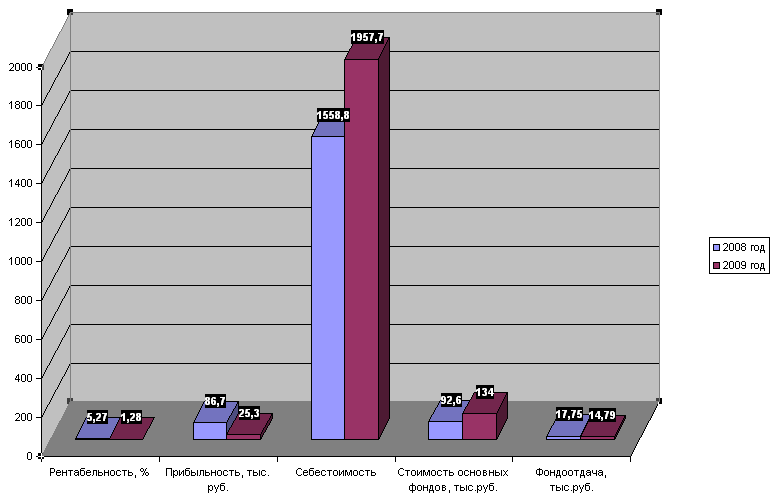 2000
1800
1600
1400
1200
1000
800
600
400
200
0
5,27
1,28
86,7
25,3
1558,8
1957,7
92,6
134
17,75
14,79
Рентабельность, %
Прибыльность, тыс.
руб.
Себестоимость
Стоимость основных
фондов, тыс.руб.
Фондоотдача,
тыс.руб.
2008 год
2009 год